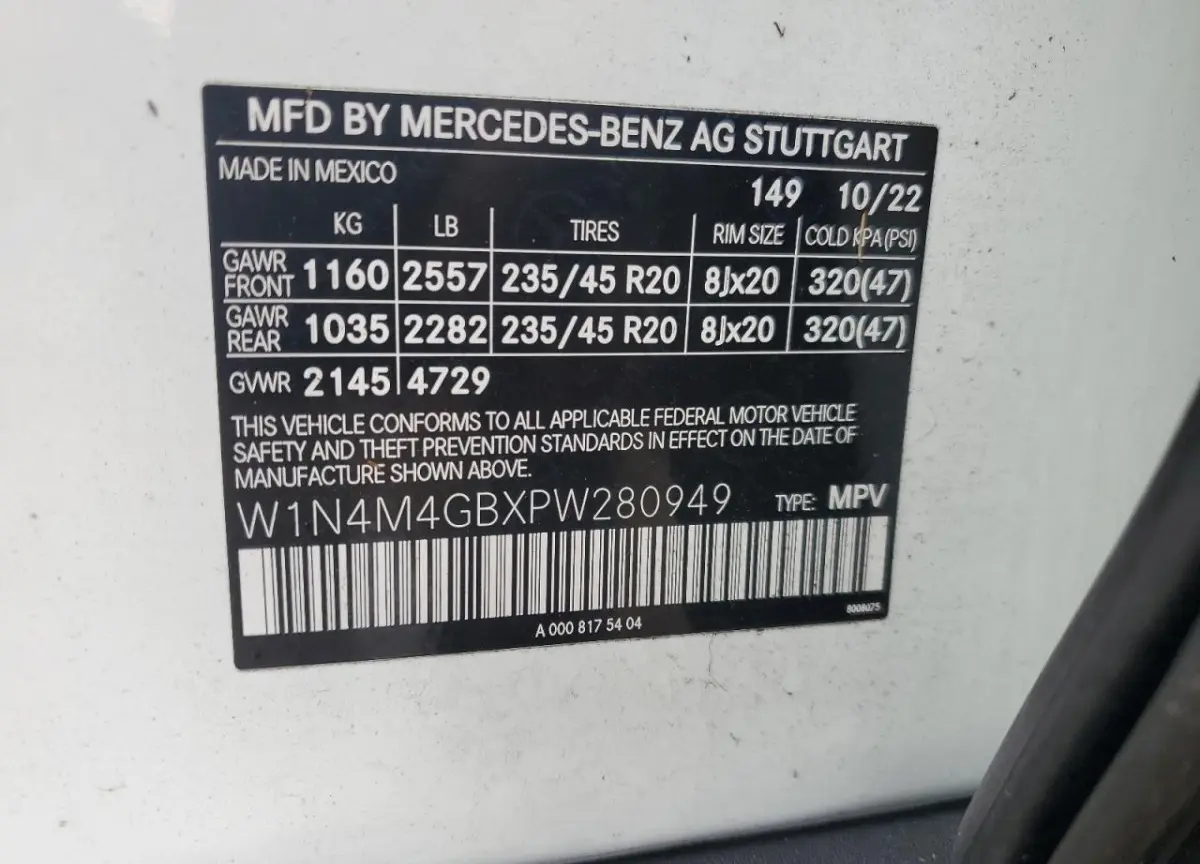 MFD BY MERCEDES-BENZ AG STUTTGART
MADE IN MEXICO
149 10/22
KG LB TIRES RIM SIZE COLD KPA (PSI)
GAWR FRONT 1160 2557 235/45 R20 8Jx20 320(47)
GAWR REAR 1035 2282 235/45 R20 8Jx20 320(47)
GVWR 2145 4729
THIS VEHICLE CONFORMS TO ALL APPLICABLE FEDERAL MOTOR VEHICLE
SAFETY AND THEFT PREVENTION STANDARDS IN EFFECT ON THE DATE OF
MANUFACTURE SHOWN ABOVE.
W1N4M4GBXPW280949 TYPE: MPV
8008075
A 000 817 54 04